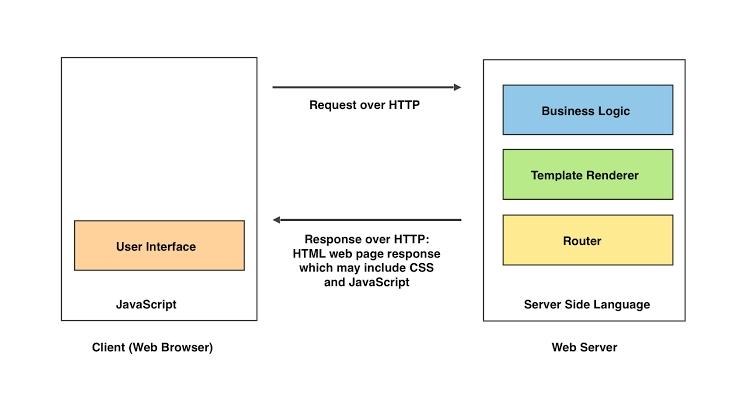 Request over HTTP
Business Logic
Template Renderer
User Interface
Response over HTTP:
HTML web page response
which may include CSS
and JavaScript
Router
JavaScript
Server Side Language
Client (Web Browser)
Web Server